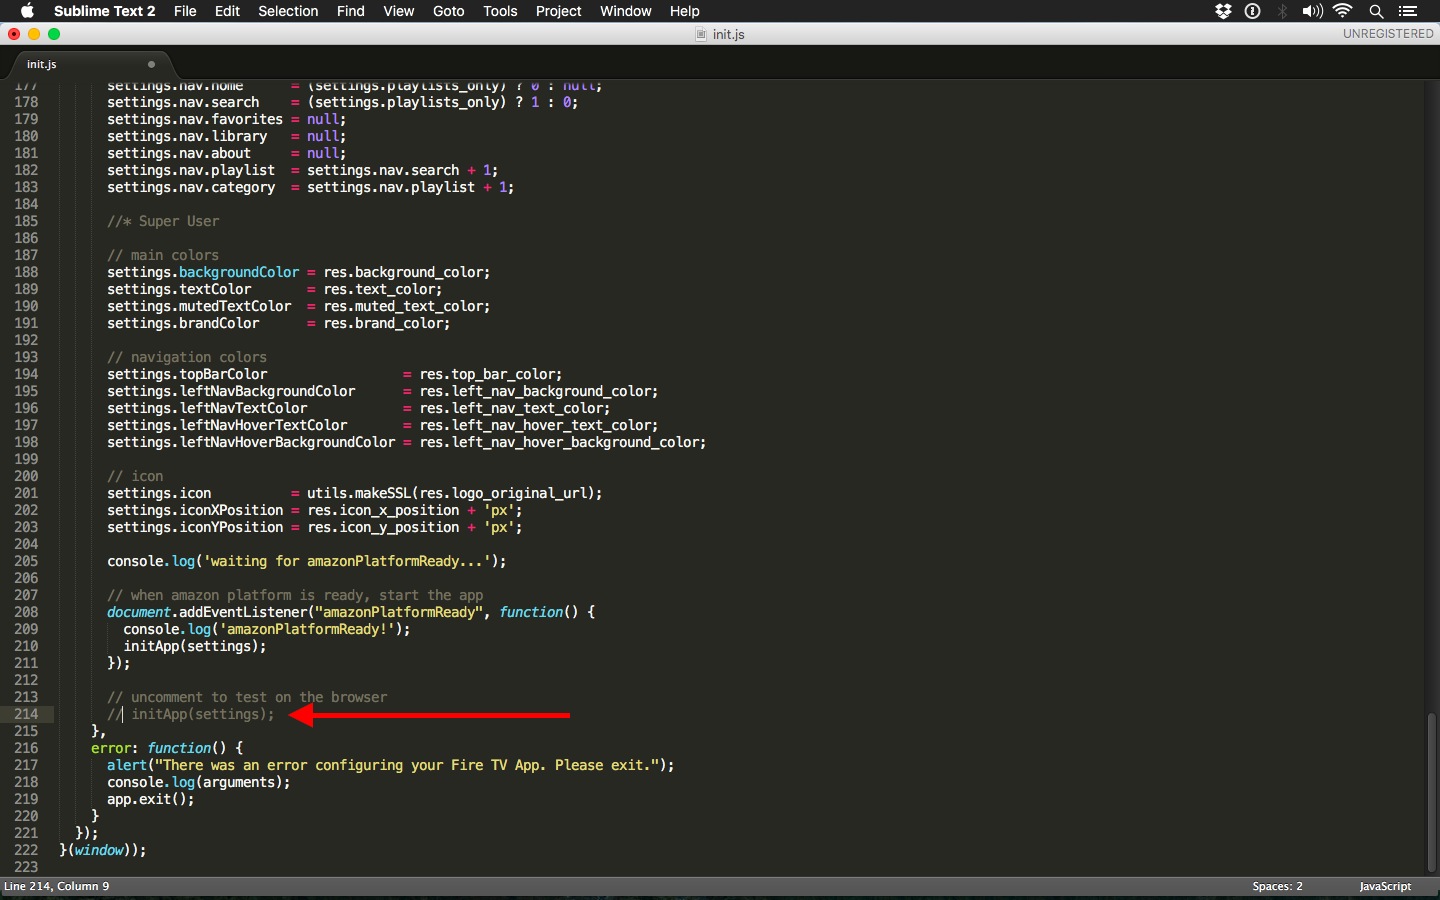 Sublime Text 2 File Edit Selection Find View Goto Tools Project Window Help
init.js UNREGISTERED
init.js
177 settings.nav.home = (settings.playlists_only) ? 0 : null;
178 settings.nav.search = (settings.playlists_only) ? 1 : 0;
179 settings.nav.favorites = null;
180 settings.nav.library = null;
181 settings.nav.about = null;
182 settings.nav.playlist = settings.nav.search + 1;
183 settings.nav.category = settings.nav.playlist + 1;
184
185 //* Super User
186
187 // main colors
188 settings.backgroundColor = res.background_color;
189 settings.textColor = res.text_color;
190 settings.mutedTextColor = res.muted_text_color;
191 settings.brandColor = res.brand_color;
192
193 // navigation colors
194 settings.topBarColor = res.top_bar_color;
195 settings.leftNavBackgroundColor = res.left_nav_background_color;
196 settings.leftNavTextColor = res.left_nav_text_color;
197 settings.leftNavHoverTextColor = res.left_nav_hover_text_color;
198 settings.leftNavHoverBackgroundColor = res.left_nav_hover_background_color;
199
200 // icon
201 settings.icon = utils.makeSSL(res.logo_original_url);
202 settings.iconXPosition = res.icon_x_position + 'px';
203 settings.iconYPosition = res.icon_y_position + 'px';
204
205 console.log('waiting for amazonPlatformReady...');
206
207 // when amazon platform is ready, start the app
208 document.addEventListener("amazonPlatformReady", function() {
209 console.log('amazonPlatformReady!');
210 initApp(settings);
211 });
212
213 // uncomment to test on the browser
214 // initApp(settings);
215 },
216 error: function() {
217 alert("There was an error configuring your Fire TV App. Please exit.");
218 console.log(arguments);
219 app.exit();
220 }
221 });
222 }(window));
223
Line 214, Column 9 Spaces: 2 JavaScript